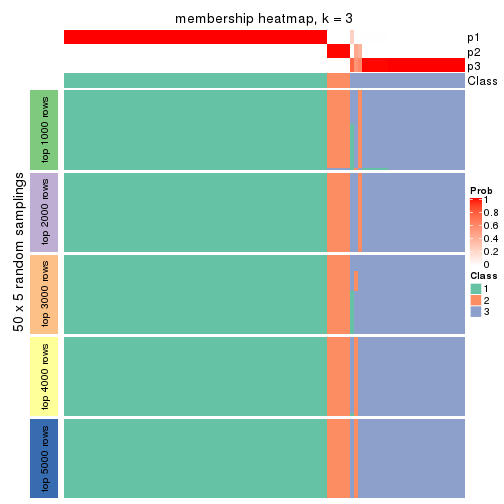 membership heatmap, k = 3
p1
p2
p3
Class
50 x 5 random samplings
top 1000 rows
top 2000 rows
top 3000 rows
top 4000 rows
top 5000 rows
Prob
1
0.8
0.6
0.4
0.2
0
Class
1
2
3